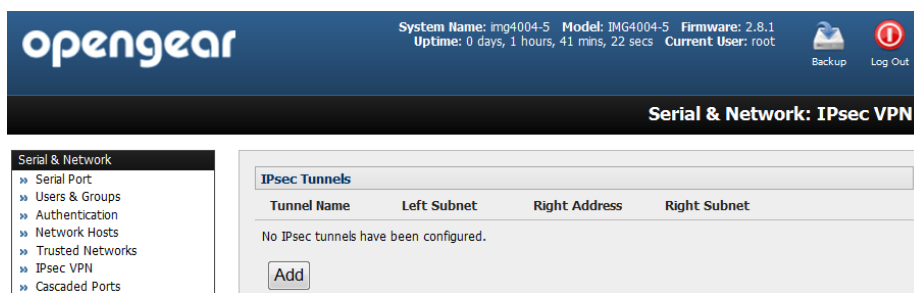 opengear
System Name: img4004-5 Model: IMG4004-5 Firmware: 2.8.1
Uptime: 0 days, 1 hours, 41 mins, 22 secs Current User: root
Backup
Log Out
Serial & Network: IPsec VPN
Serial & Network
» Serial Port
» Users & Groups
» Authentication
» Network Hosts
» Trusted Networks
» IPsec VPN
» Cascaded Ports
IPsec Tunnels
Tunnel Name Left Subnet Right Address Right Subnet
No IPsec tunnels have been configured.
Add